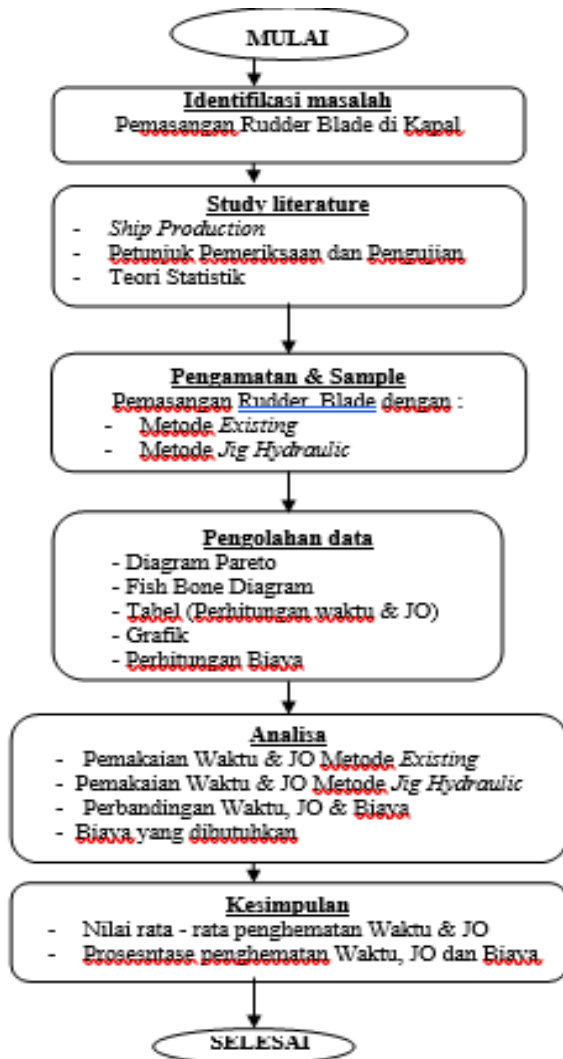 MULAI
Identifikasi masalah
Pemasangan Rudder Blade di Kapal
Study literature
- Ship Production
- Petunjuk Pemeriksaan dan Pengujian
- Teori Statistik
Pengamatan & Sample
Pemasangan Rudder Blade dengan :
- Metode Existing
- Metode Jig Hydraulic
Pengolahan data
- Diagram Pareto
- Fish Bone Diagram
- Tabel (Perhitungan waktu & JO)
- Grafik
- Perhitungan Biaya
Analisa
- Pemakaian Waktu & JO Metode Existing
- Pemakaian Waktu & JO Metode Jig Hydraulic
- Perbandingan Waktu, JO & Biaya
- Biaya yang dibutuhkan
Kesimpulan
- Nilai rata - rata penghematan Waktu & JO
- Prosesntase penghematan Waktu, JO dan Biaya
SELESAI